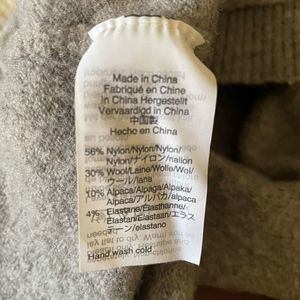 Made in China
Fabriqué en Chine
In China Hergestellt
Vervaardigd in China
中国製
Hecho en China
56% Nylon/Nylon/Nylon/
Nylon/ナイロン/nailon
30% Wool/Laine/Wolle/Wol/
ウール/lana
10% Alpaca/Alpaga/Alpaka/
Alpaca/アルパカ/alpaca
4% Elastane/Elasthanne/
Elastan/Elastaan/エラス
タン/elastano
Hand wash cold